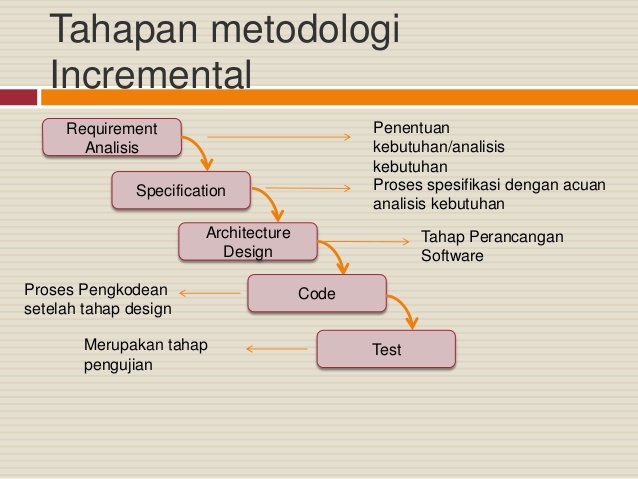 Tahapan metodologi
Incremental
Requirement
Analisis
Penentuan
kebutuhan/analisis
kebutuhan
Specification
Proses spesifikasi dengan acuan
analisis kebutuhan
Architecture
Design
Tahap Perancangan
Software
Proses Pengkodean
setelah tahap design
Code
Merupakan tahap
pengujian
Test